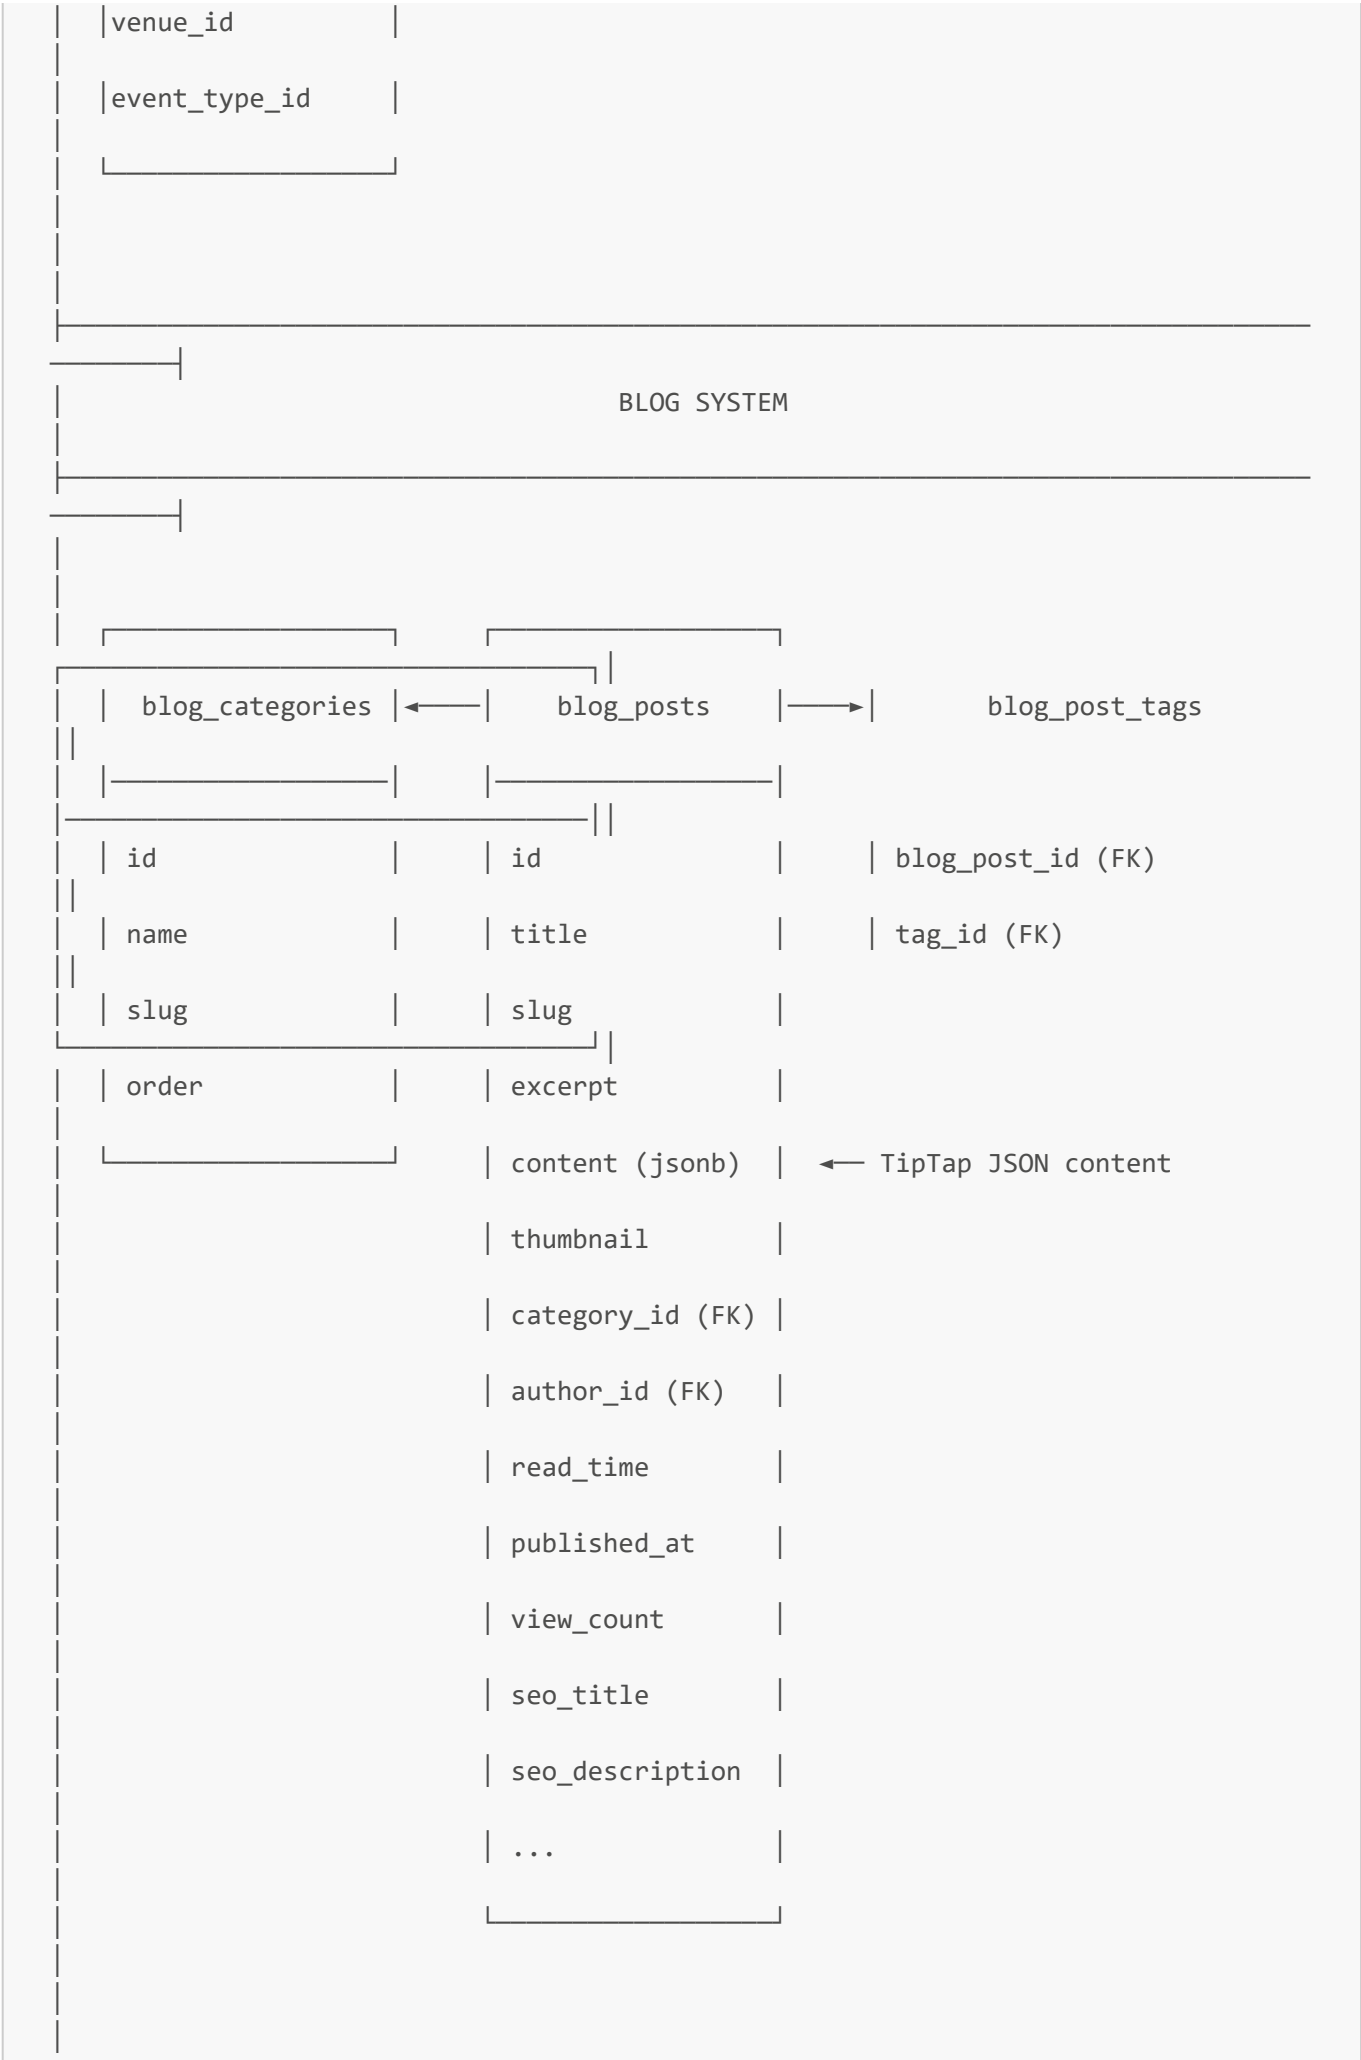 venue_id
event_type_id
BLOG SYSTEM
blog_categories ◄────│ blog_posts │────►│ blog_post_tags
id │ id │ blog_post_id (FK)
name │ title │ tag_id (FK)
slug │ slug
order │ excerpt
content (jsonb) │ ◄── TipTap JSON content
thumbnail
category_id (FK)
author_id (FK)
read_time
published_at
view_count
seo_title
seo_description
...